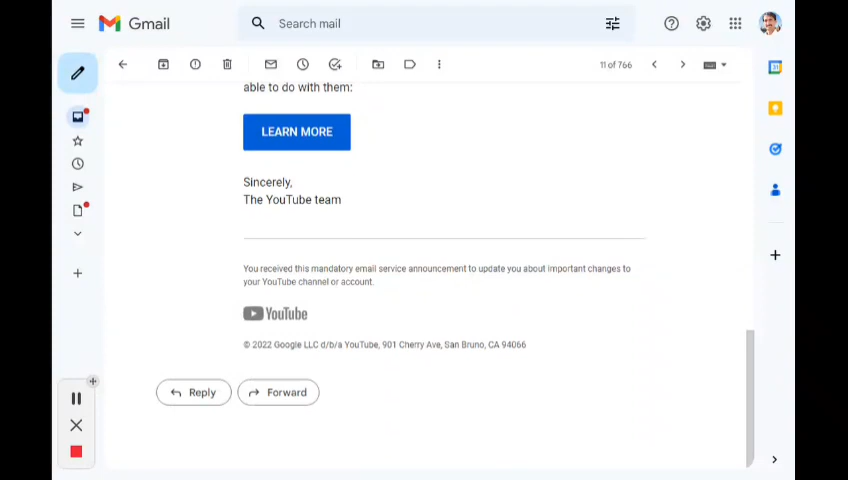 Gmail
Search mail
11 of 766
able to do with them:
LEARN MORE
Sincerely,
The YouTube team
You received this mandatory email service announcement to update you about important changes to
your YouTube channel or account.
YouTube
© 2022 Google LLC d/b/a YouTube, 901 Cherry Ave, San Bruno, CA 94066
Reply
Forward